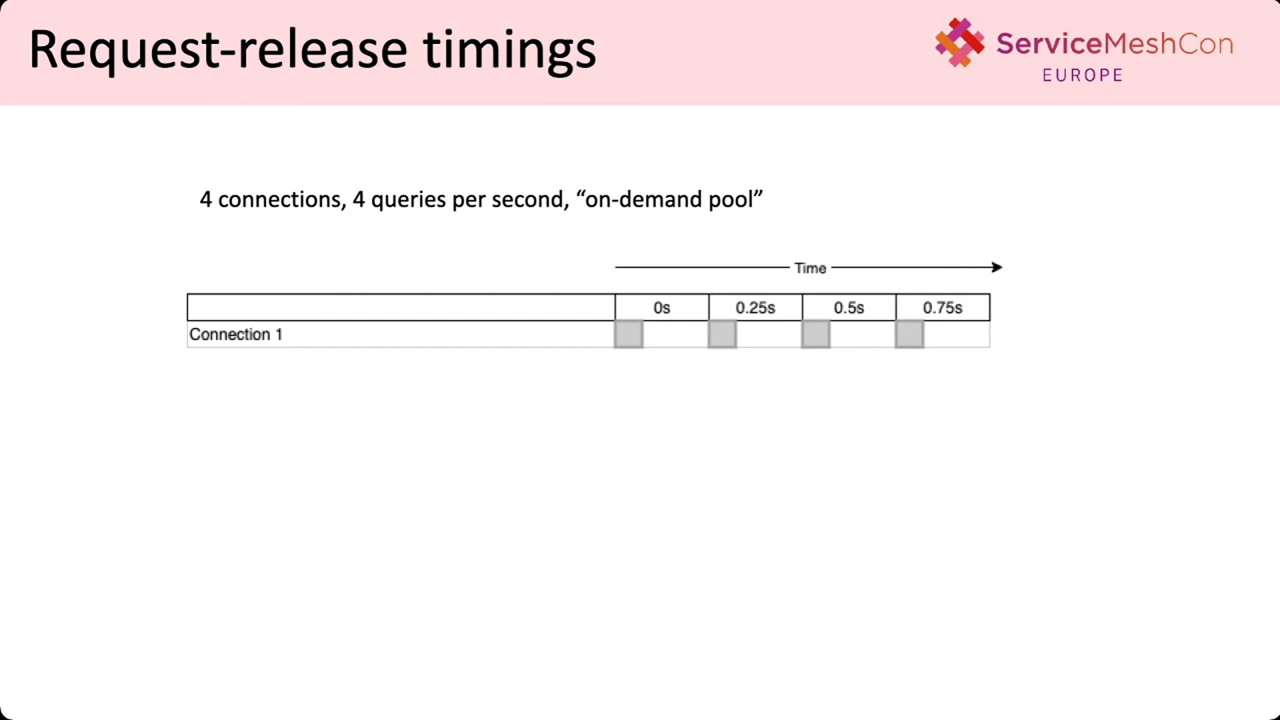 Request-release timings
ServiceMeshCon
EUROPE
4 connections, 4 queries per second, “on-demand pool”
Time
0s 0.25s 0.5s 0.75s
Connection 1